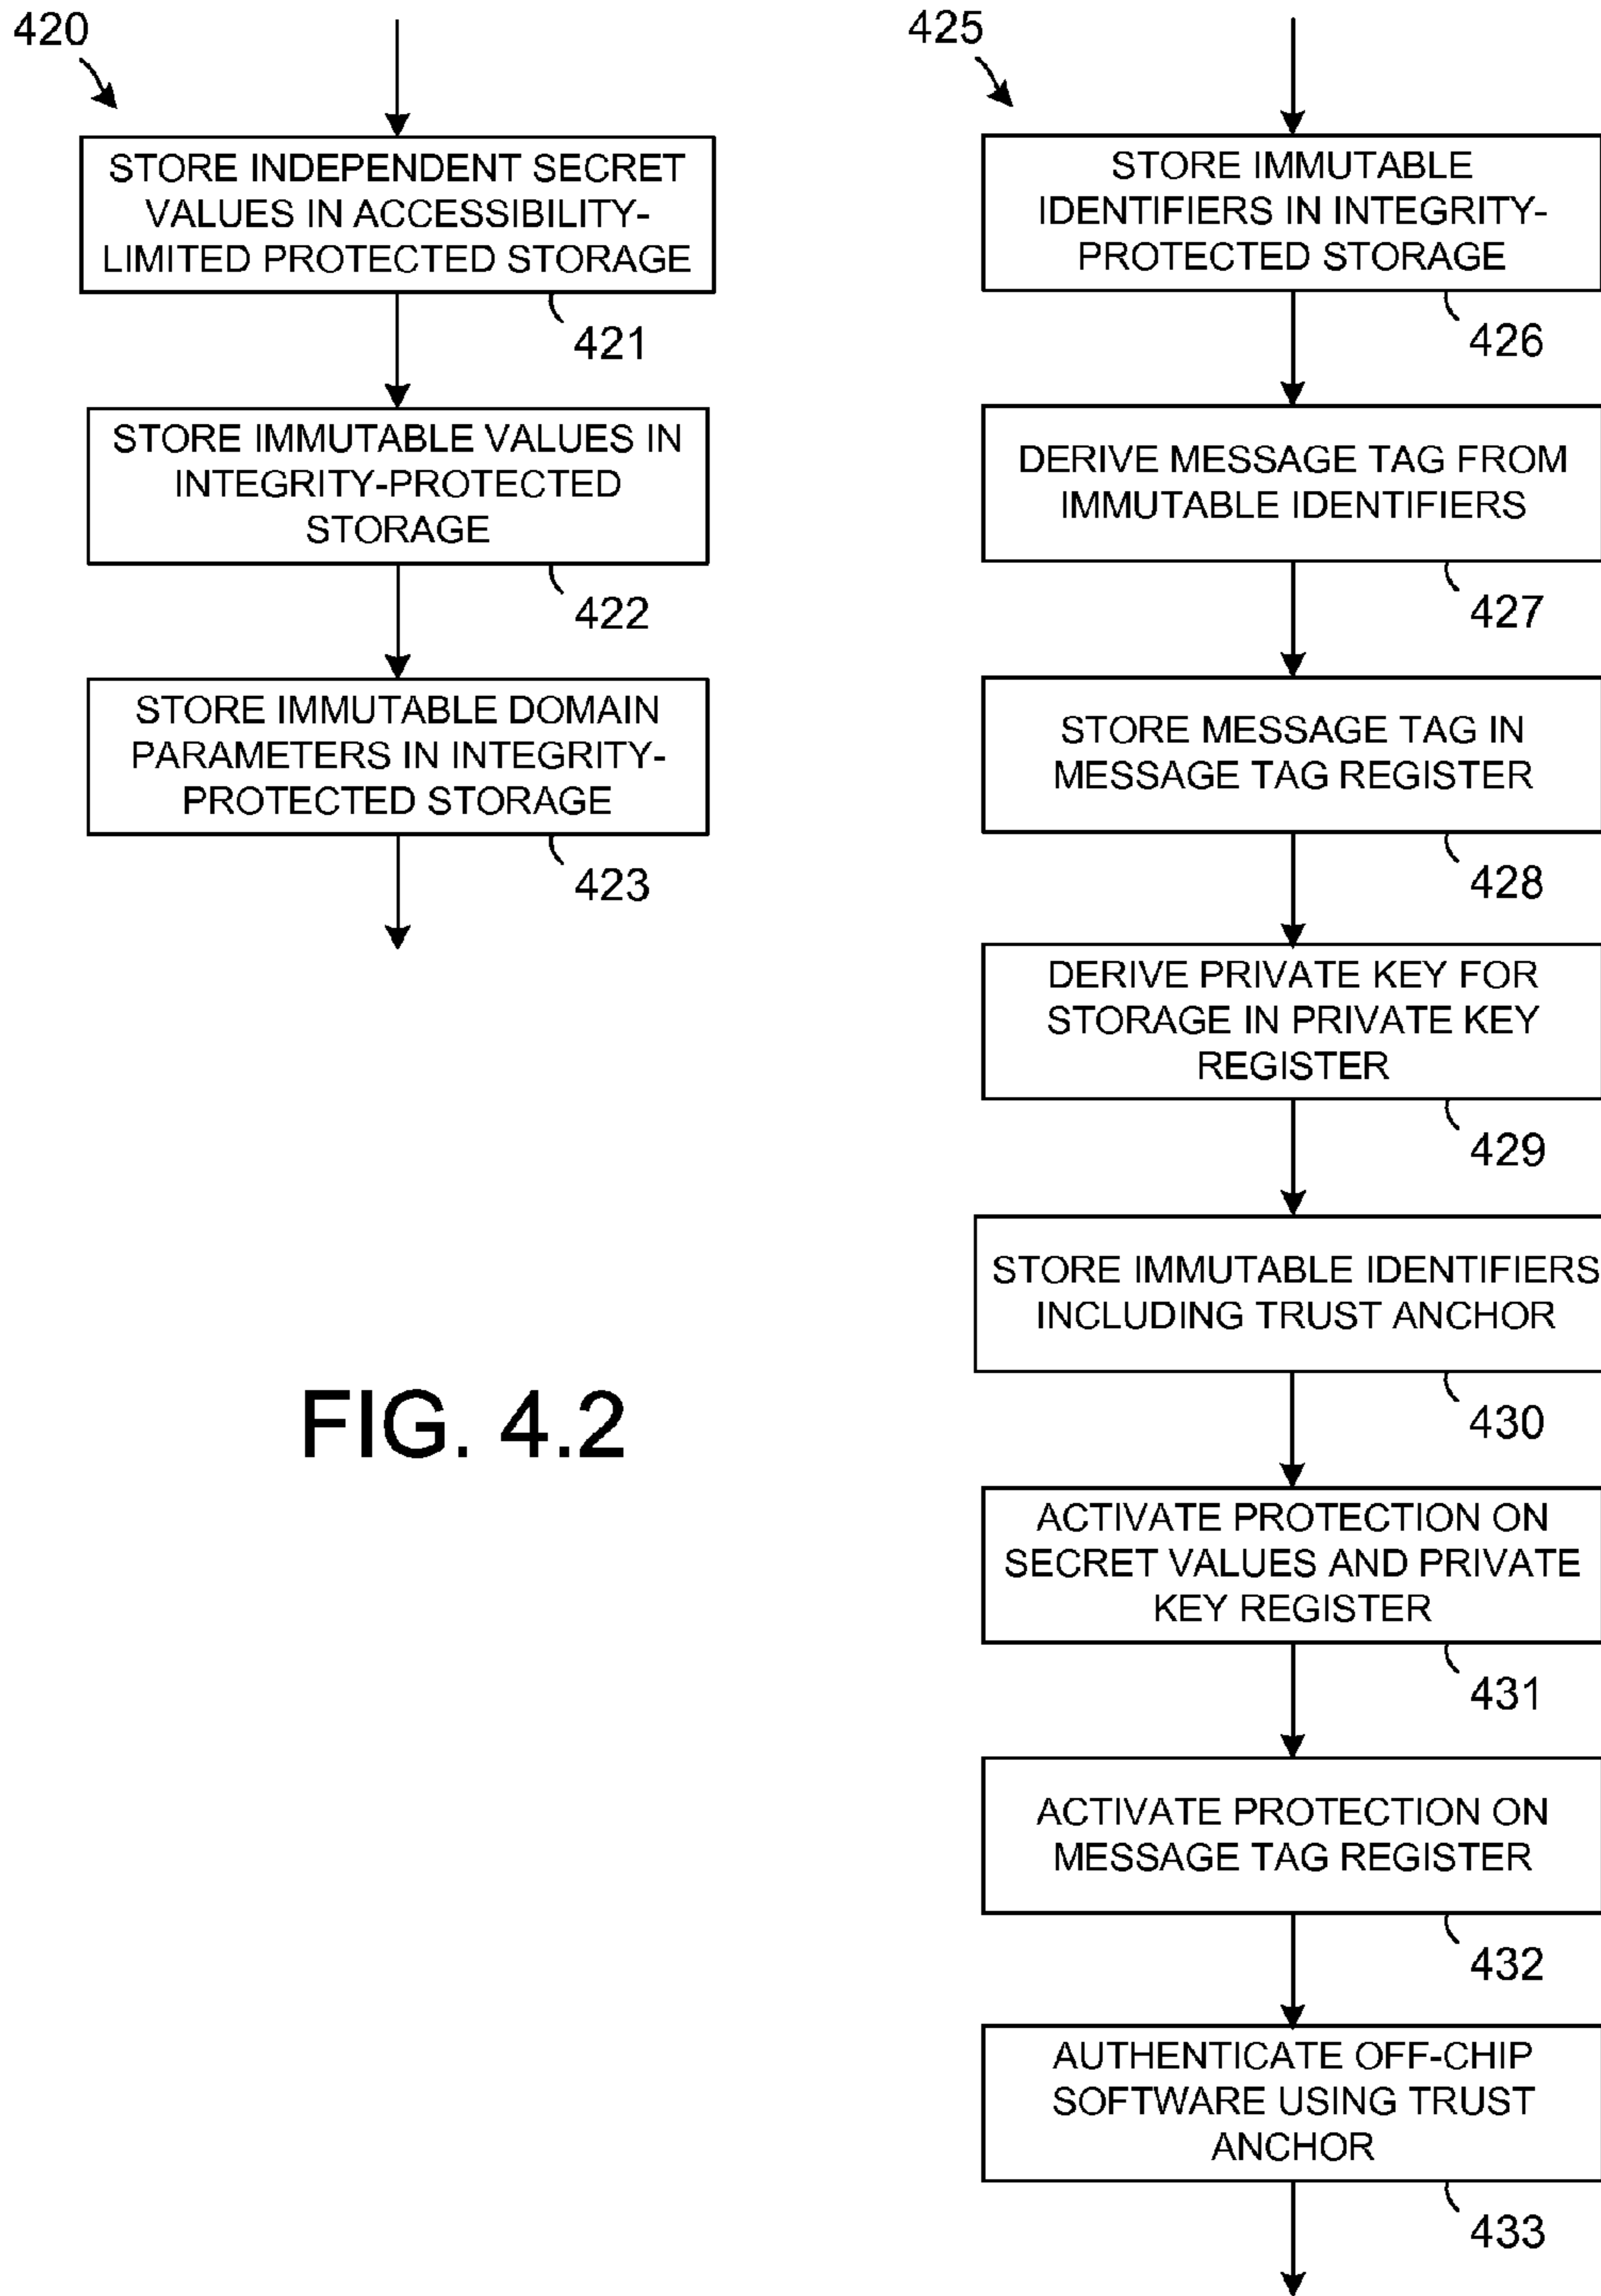 420
STORE INDEPENDENT SECRET
VALUES IN ACCESSIBILITY-
LIMITED PROTECTED STORAGE
421
STORE IMMUTABLE VALUES IN
INTEGRITY-PROTECTED
STORAGE
422
STORE IMMUTABLE DOMAIN
PARAMETERS IN INTEGRITY-
PROTECTED STORAGE
423
FIG. 4.2
425
STORE IMMUTABLE
IDENTIFIERS IN INTEGRITY-
PROTECTED STORAGE
426
DERIVE MESSAGE TAG FROM
IMMUTABLE IDENTIFIERS
427
STORE MESSAGE TAG IN
MESSAGE TAG REGISTER
428
DERIVE PRIVATE KEY FOR
STORAGE IN PRIVATE KEY
REGISTER
429
STORE IMMUTABLE IDENTIFIERS
INCLUDING TRUST ANCHOR
430
ACTIVATE PROTECTION ON
SECRET VALUES AND PRIVATE
KEY REGISTER
431
ACTIVATE PROTECTION ON
MESSAGE TAG REGISTER
432
AUTHENTICATE OFF-CHIP
SOFTWARE USING TRUST
ANCHOR
433